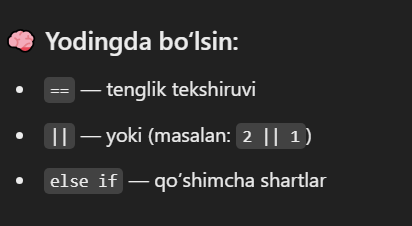 🧠 Yodingda bo‘lsin:
• == — tenglik tekshiruvi
• || — yoki (masalan: 2 || 1)
• else if — qo‘shimcha shartlar